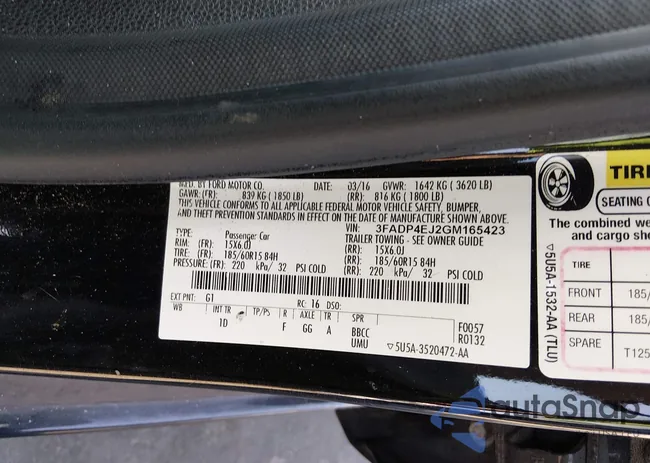 MFD. BY FORD MOTOR CO. DATE: 03/16 GVWR: 1642 KG ( 3620 LB)
GAWR: (FR): 839 KG ( 1850 LB) (RR): 816 KG ( 1800 LB)
THIS VEHICLE CONFORMS TO ALL APPLICABLE FEDERAL MOTOR VEHICLE SAFETY, BUMPER,
AND THEFT PREVENTION STANDARDS IN EFFECT ON THE DATE OF MANUFACTURE SHOWN ABOVE.
VIN: 3FADP4EJ2GM165423
TYPE: Passenger Car TRAILER TOWING - SEE OWNER GUIDE
RIM: (FR): 15X6.0J (RR): 15X6.0J
TIRE: (FR): 185/60R15 84H (RR): 185/60R15 84H
PRESSURE: (FR): 220 kPa/ 32 PSI COLD (RR): 220 kPa/ 32 PSI COLD
EXT PNT: G1 RC: 16 DSO:
WB INT TR TP/PS R AXLE TR SPR F0057
1D F GG A BBCC R0132
UMU ▽5U5A-3520472-AA
▽5U5A-1532-AA (TLU)
TIRE
SEATING
The combined we
and cargo sh
TIRE
FRONT 185/
REAR 185/
SPARE T125
autoSnap